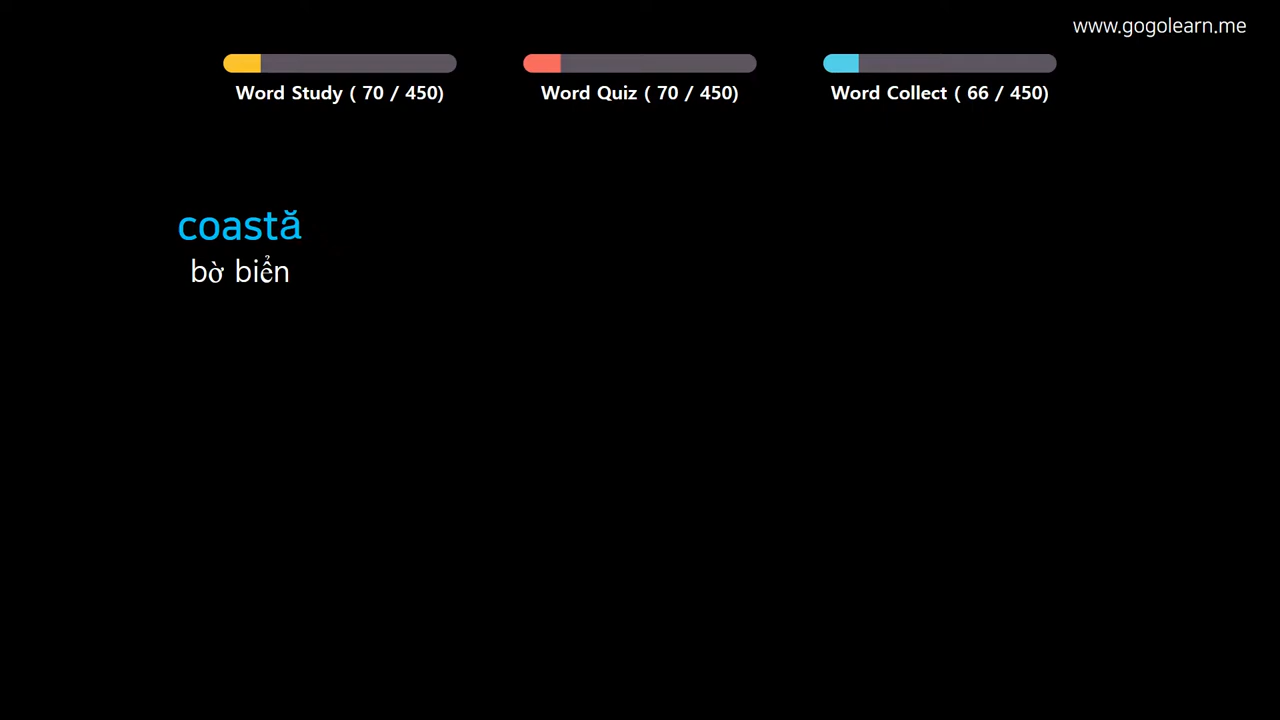 www.gogolearn.me
Word Study ( 70 / 450)
Word Quiz ( 70 / 450)
Word Collect ( 66 / 450)
coastă
bờ biển